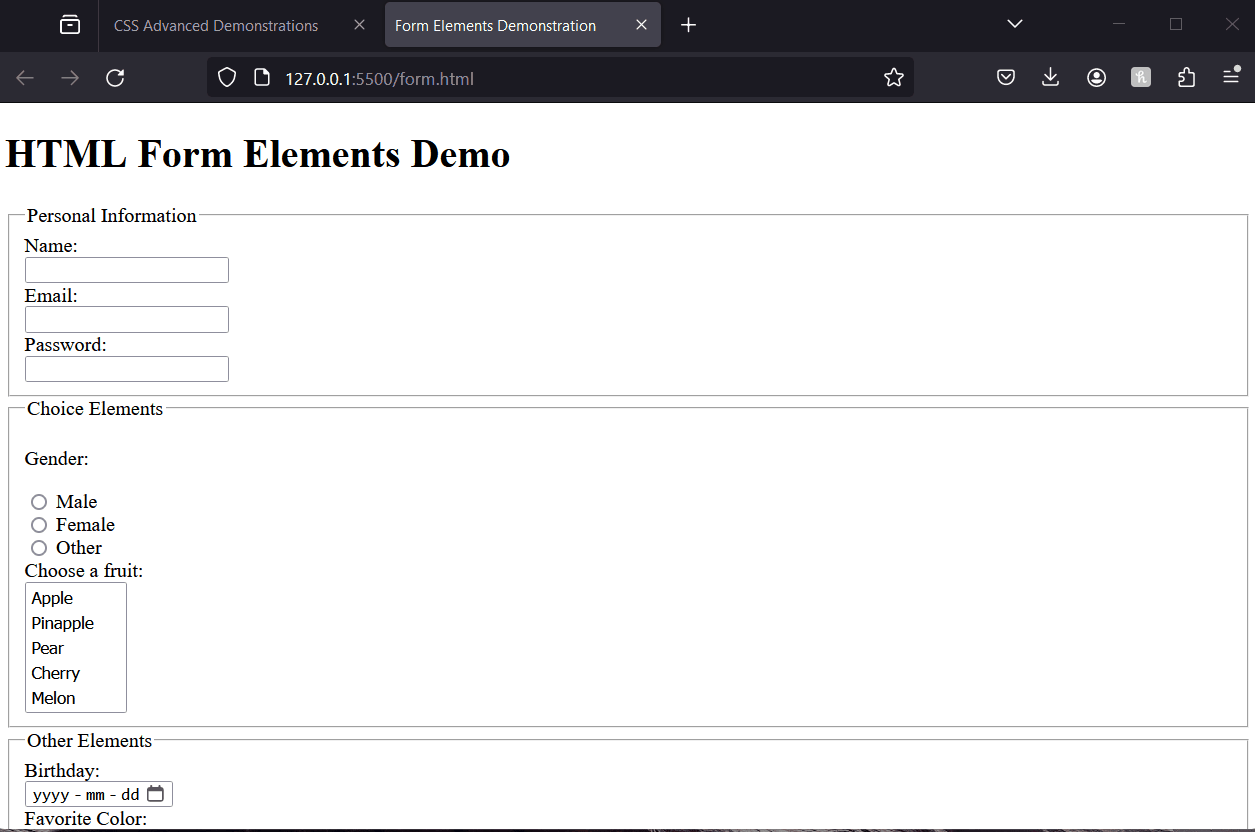 CSS Advanced Demonstrations
Form Elements Demonstration
127.0.0.1:5500/form.html
HTML Form Elements Demo
Personal Information
Name:
Email:
Password:
Choice Elements
Gender:
Male
Female
Other
Choose a fruit:
Apple
Pinapple
Pear
Cherry
Melon
Other Elements
Birthday:
yyyy - mm - dd
Favorite Color: